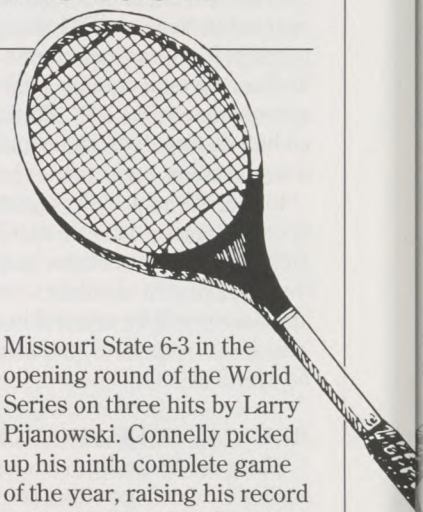 Missouri State 6-3 in the
opening round of the World
Series on three hits by Larry
Pijanowski. Connelly picked
up his ninth complete game
of the year, raising his record